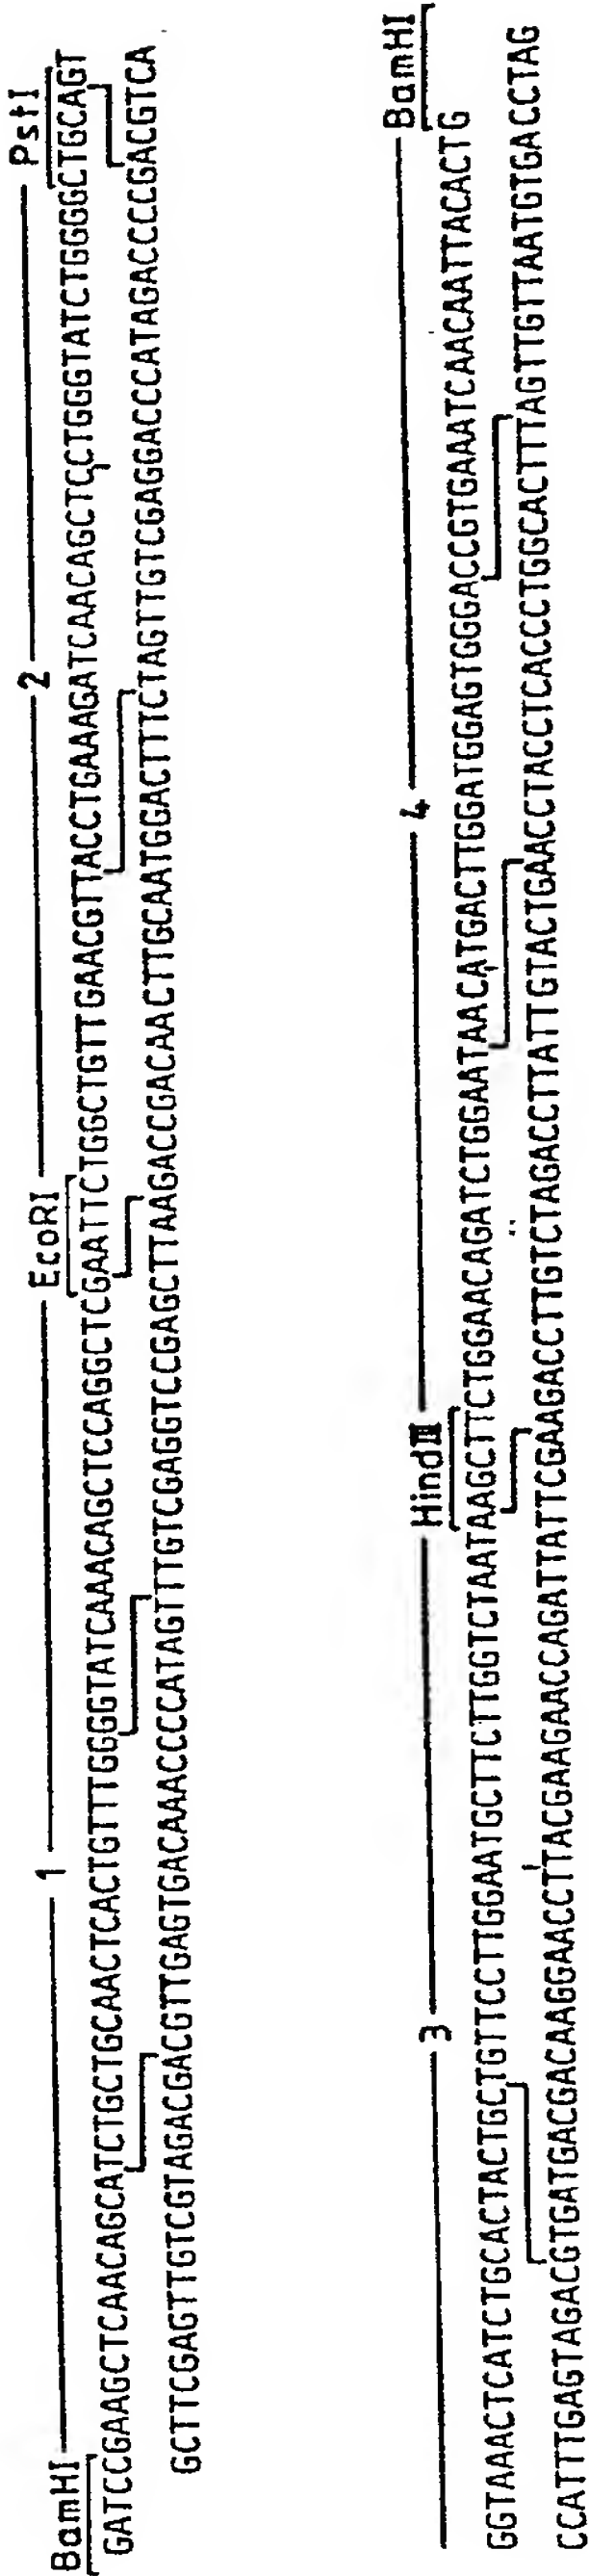 BamHI 1 EcoRI 2 PstI
GATCCGAAGCTCAACAGCATCTGCTGCAACTCACTGTTTGGGGTATCAAACAGCTCCAGGCTCGAATTCTGGCTGTTGAACGTTACCTGAAAGATCAACAGCTCCTGGGTATCTGGGGCTGCAGT
GCTTCGAGTTGTCGTAGACGACGTTGAGTGACAAACCCCATAGTTTGTCGAGGTCCGAGCTTAAGACCGACAACTTGCAATGGACTTTCTAGTTGTCGAGGACCCATAGACCCCGACGTCA
3 HindIII 4 BamHI
GGTAAACTCATCTGCACTACTGCTGTTCCTTGGAATGCTTCTTGGTCTAATAAGCTTCTGGAACAGATCTGGAATAACATGACTTGGATGGAGTGGGACCGTGAAATCAACAATTACACTG
CCATTTGAGTAGACGTGATGACGACAAGGAACCTTACGAAGAACCAGATTATTCGAAGACCTTGTCTAGACCTTATTGTACTGAACCTACCTCACCCTGGCACTTTAGTTGTTAATGTGACCTAG